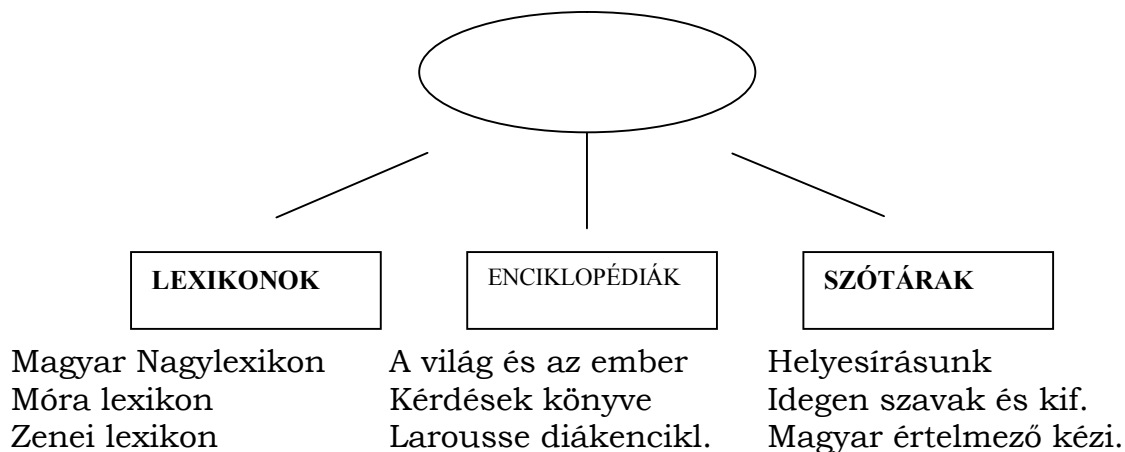 LEXIKONOK
ENCIKLOPÉDIÁK
SZÓTÁRAK
Magyar Nagylexikon
Móra lexikon
Zenei lexikon
A világ és az ember
Kérdések könyve
Larousse diákencikl.
Helyesírásunk
Idegen szavak és kif.
Magyar értelmező kézi.